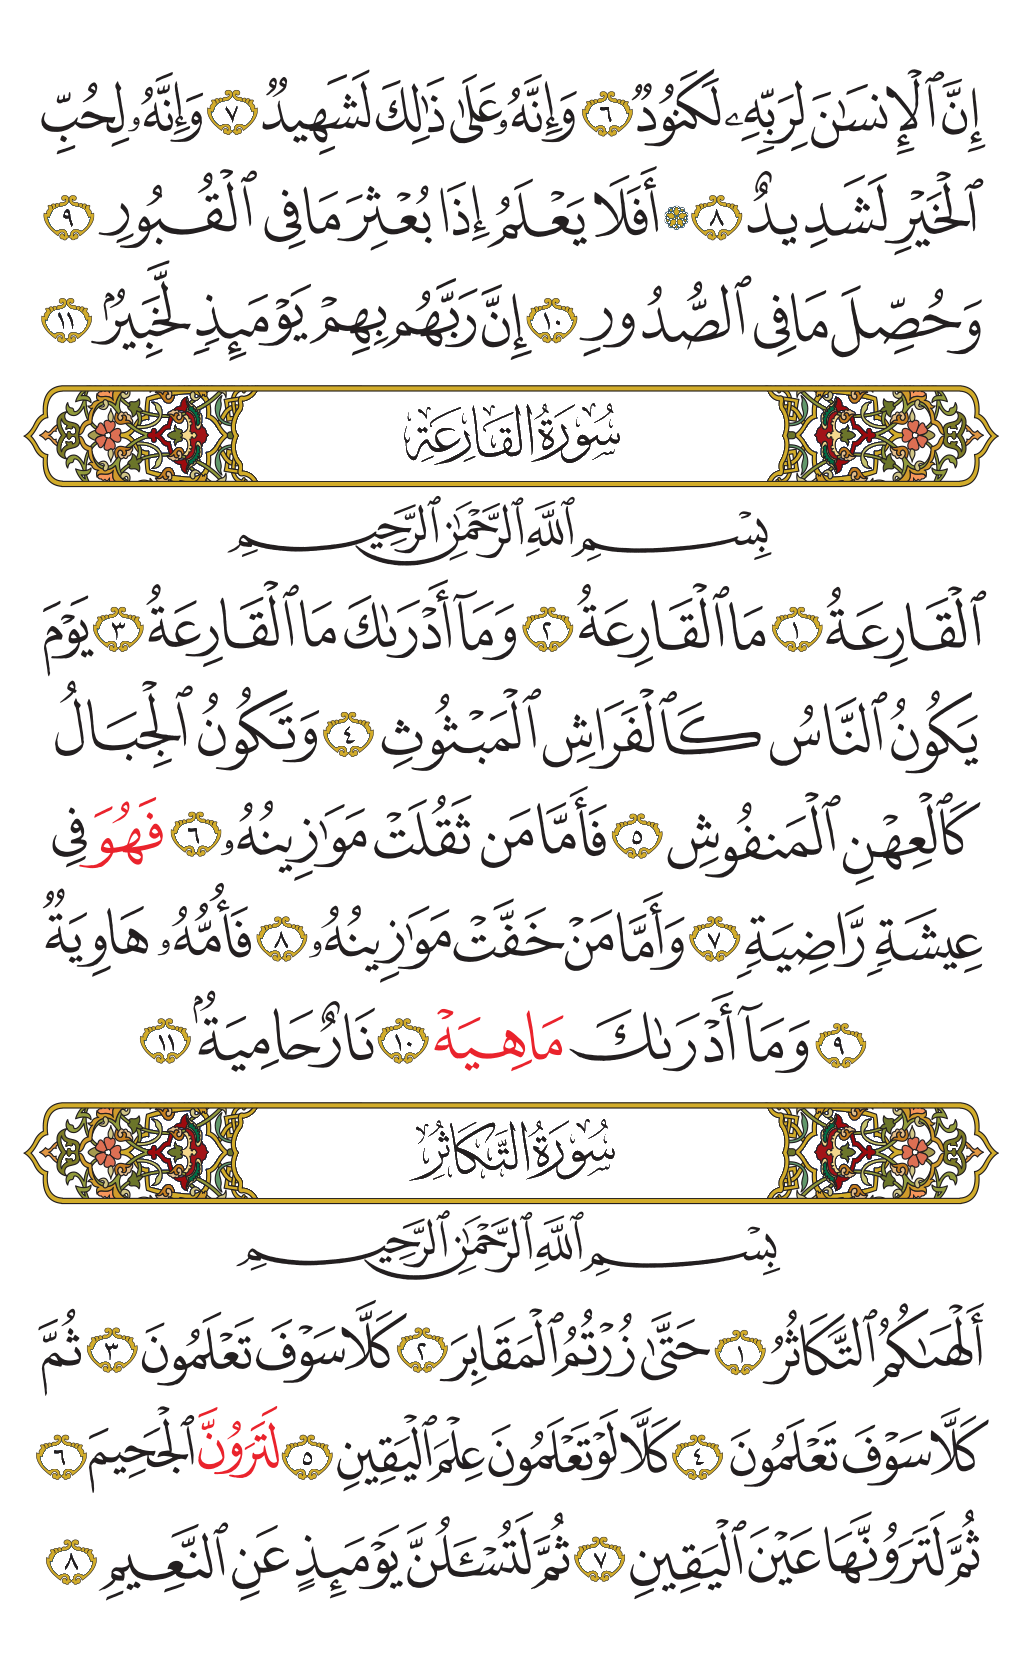 إِنَّ ٱلْإِنسَٰنَ لِرَبِّهِۦ لَكَنُودٌ ٦ وَإِنَّهُۥ عَلَىٰ ذَٰلِكَ لَشَهِيدٌ ٧ وَإِنَّهُۥ لِحُبِّ
ٱلْخَيْرِ لَشَدِيدٌ ٨ ۞ أَفَلَا يَعْلَمُ إِذَا بُعْثِرَ مَا فِى ٱلْقُبُورِ ٩
وَحُصِّلَ مَا فِى ٱلصُّدُورِ ١٠ إِنَّ رَبَّهُم بِهِمْ يَوْمَئِذٍ لَّخَبِيرٌۢ ١١
سُورَةُ القَارِعَةِ
بِسْمِ ٱللَّهِ ٱلرَّحْمَٰنِ ٱلرَّحِيمِ
ٱلْقَارِعَةُ ١ مَا ٱلْقَارِعَةُ ٢ وَمَآ أَدْرَىٰكَ مَا ٱلْقَارِعَةُ ٣ يَوْمَ
يَكُونُ ٱلنَّاسُ كَٱلْفَرَاشِ ٱلْمَبْثُوثِ ٤ وَتَكُونُ ٱلْجِبَالُ
كَٱلْعِهْنِ ٱلْمَنفُوشِ ٥ فَأَمَّا مَن ثَقُلَتْ مَوَٰزِينُهُۥ ٦ فَهُوَ فِى
عِيشَةٍ رَّاضِيَةٍ ٧ وَأَمَّا مَنْ خَفَّتْ مَوَٰزِينُهُۥ ٨ فَأُمُّهُۥ هَاوِيَةٌ
٩ وَمَآ أَدْرَىٰكَ مَا هِيَهْ ١٠ نَارٌ حَامِيَةٌۢ ١١
سُورَةُ التَّكَاثُرِ
بِسْمِ ٱللَّهِ ٱلرَّحْمَٰنِ ٱلرَّحِيمِ
أَلْهَىٰكُمُ ٱلتَّكَاثُرُ ١ حَتَّىٰ زُرْتُمُ ٱلْمَقَابِرَ ٢ كَلَّا سَوْفَ تَعْلَمُونَ ٣ ثُمَّ
كَلَّا سَوْفَ تَعْلَمُونَ ٤ كَلَّا لَوْ تَعْلَمُونَ عِلْمَ ٱلْيَقِينِ ٥ لَتَرَوُنَّ ٱلْجَحِيمَ ٦
ثُمَّ لَتَرَوُنَّهَا عَيْنَ ٱلْيَقِينِ ٧ ثُمَّ لَتُسْـَٔلُنَّ يَوْمَئِذٍ عَنِ ٱلنَّعِيمِ ٨